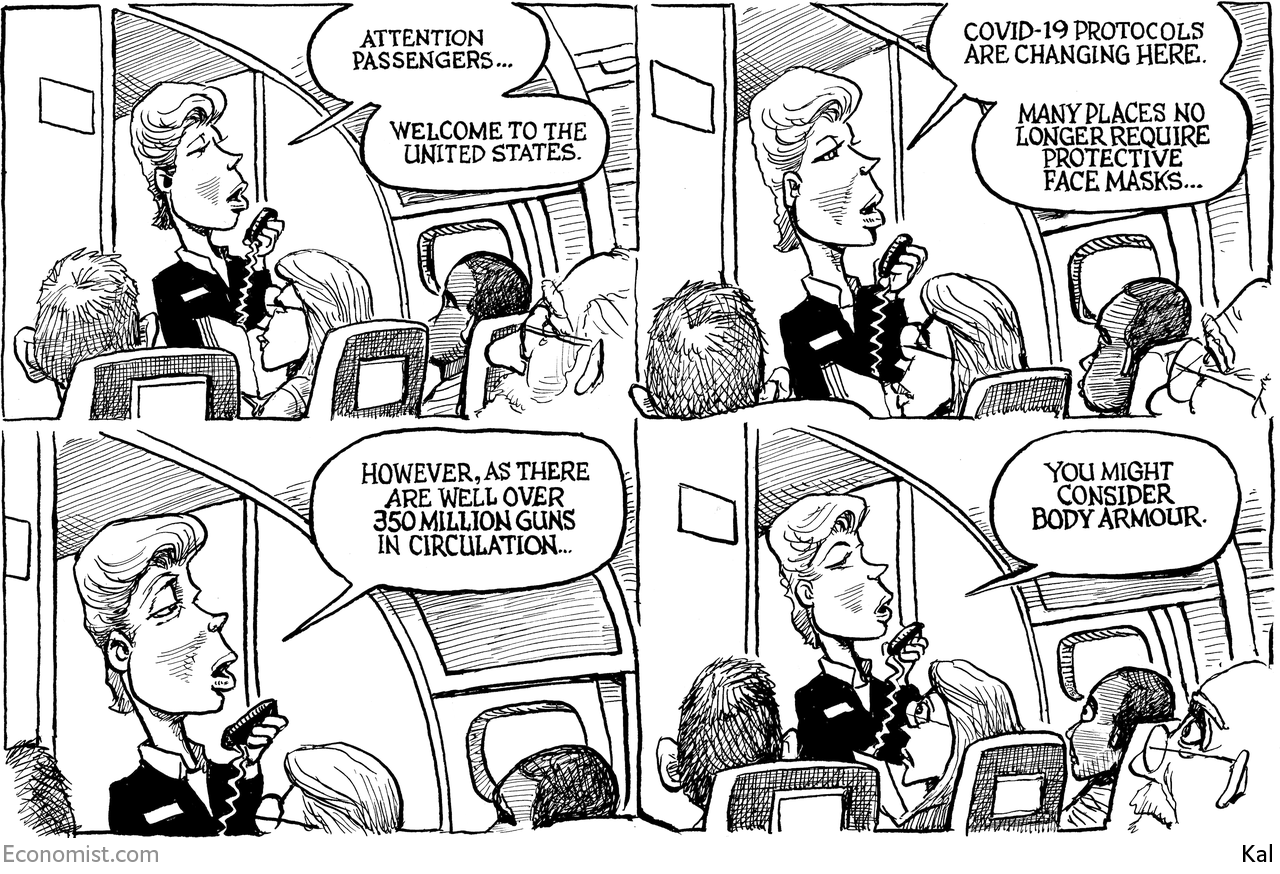 ATTENTION
PASSENGERS...
WELCOME TO THE
UNITED STATES.
COVID-19 PROTOCOLS
ARE CHANGING HERE.
MANY PLACES NO
LONGER REQUIRE
PROTECTIVE
FACE MASKS...
HOWEVER, AS THERE
ARE WELL OVER
350 MILLION GUNS
IN CIRCULATION...
YOU MIGHT
CONSIDER
BODY ARMOUR.
Economist.com
Kal